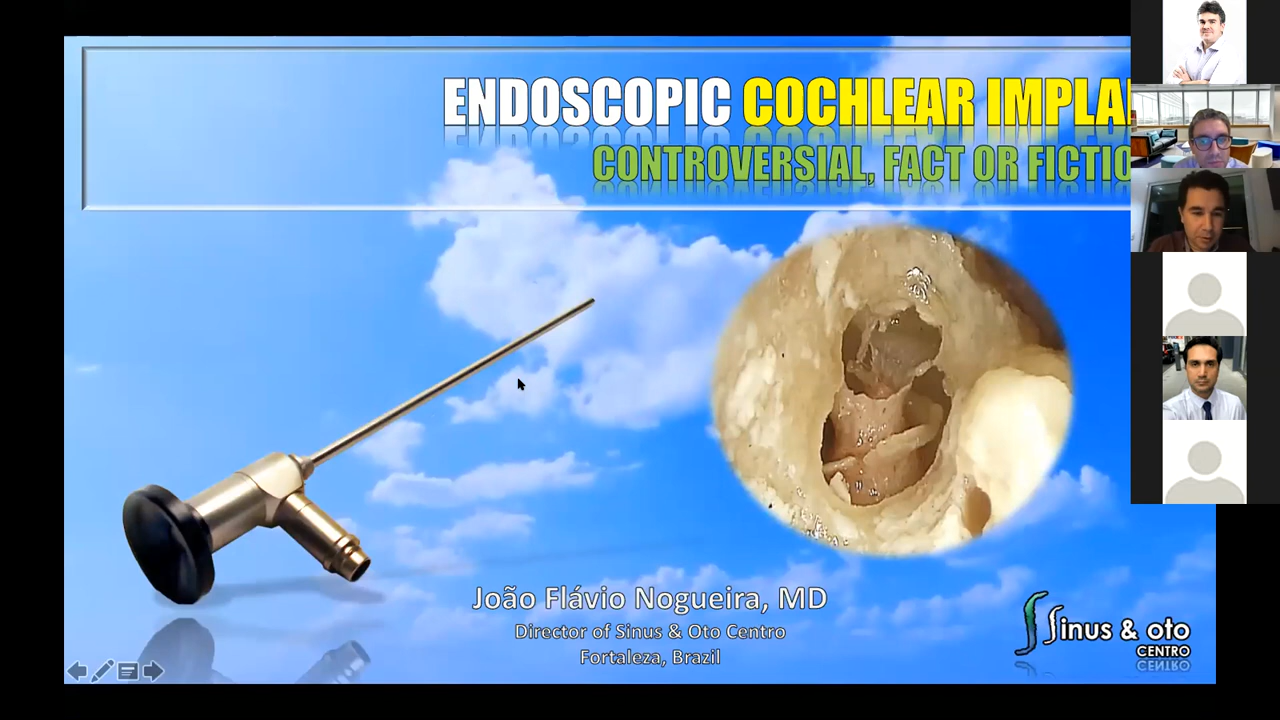 ENDOSCOPIC COCHLEAR IMPLA
CONTROVERSIAL, FACT OR FICTIO
João Flávio Nogueira, MD
Director of Sinus & Oto Centro
Fortaleza, Brazil
Sinus & oto
CENTRO